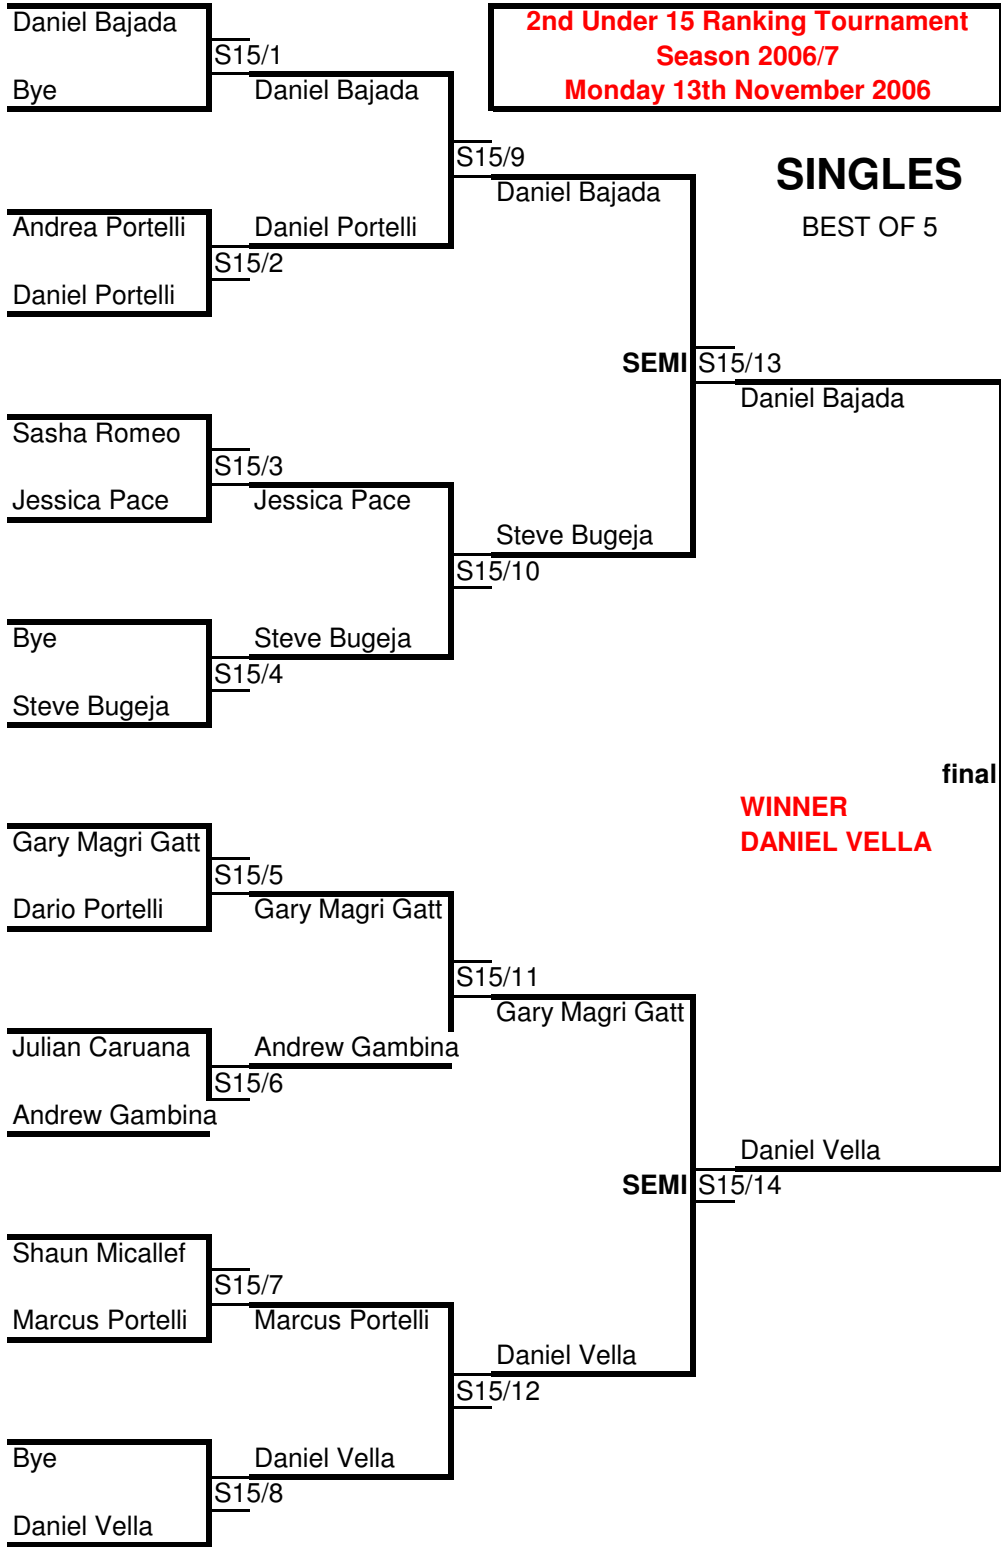 Daniel Bajada
2nd Under 15 Ranking Tournament
Season 2006/7
Monday 13th November 2006
S15/1
Bye
Daniel Bajada
S15/9
SINGLES
Daniel Bajada
BEST OF 5
Andrea Portelli
Daniel Portelli
S15/2
Daniel Portelli
SEMI
S15/13
Daniel Bajada
Sasha Romeo
S15/3
Jessica Pace
Jessica Pace
Steve Bugeja
S15/10
Bye
Steve Bugeja
S15/4
Steve Bugeja
final
WINNER
DANIEL VELLA
Gary Magri Gatt
S15/5
Dario Portelli
Gary Magri Gatt
S15/11
Gary Magri Gatt
Julian Caruana
Andrew Gambina
S15/6
Andrew Gambina
Daniel Vella
SEMI
S15/14
Shaun Micallef
S15/7
Marcus Portelli
Marcus Portelli
Daniel Vella
S15/12
Bye
Daniel Vella
S15/8
Daniel Vella